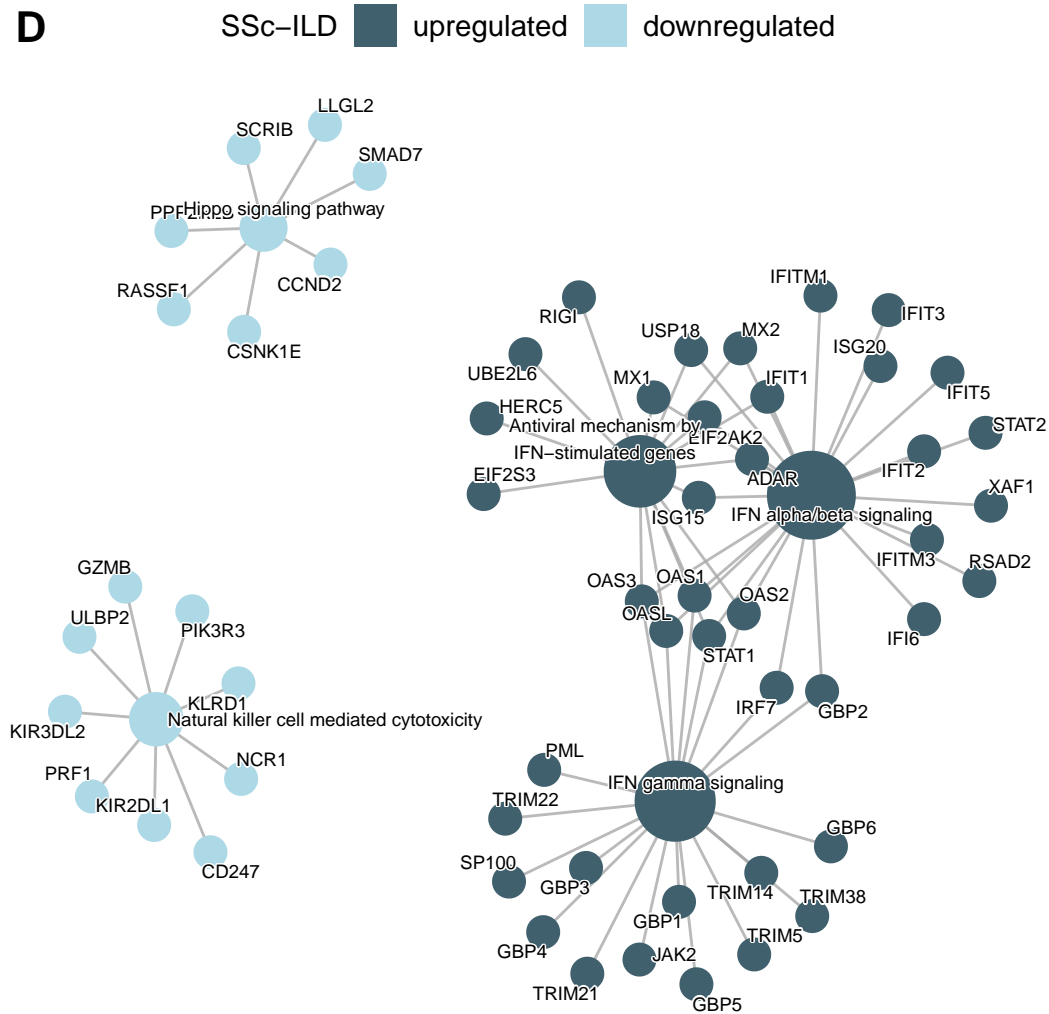 D
SSc−ILD upregulated downregulated
LLGL2
SCRIB
SMAD7
Hippo signaling pathway
RASSF1
CCND2
CSNK1E
IFITM1
RIGI
IFIT3
USP18
MX2
ISG20
UBE2L6
MX1
IFIT1
IFIT5
HERC5
Antiviral mechanism by
IFN−stimulated genes
EIF2AK2
STAT2
EIF2S3
ADAR
IFIT2
XAF1
ISG15
IFN alpha/beta signaling
IFITM3
RSAD2
OAS3
OAS1
OAS2
OASL
STAT1
IFI6
IRF7
GBP2
GZMB
ULBP2
PIK3R3
KLRD1
Natural killer cell mediated cytotoxicity
KIR3DL2
NCR1
PRF1
KIR2DL1
CD247
PML
IFN gamma signaling
TRIM22
GBP6
SP100
GBP3
TRIM14
TRIM38
GBP1
GBP4
TRIM5
JAK2
TRIM21
GBP5